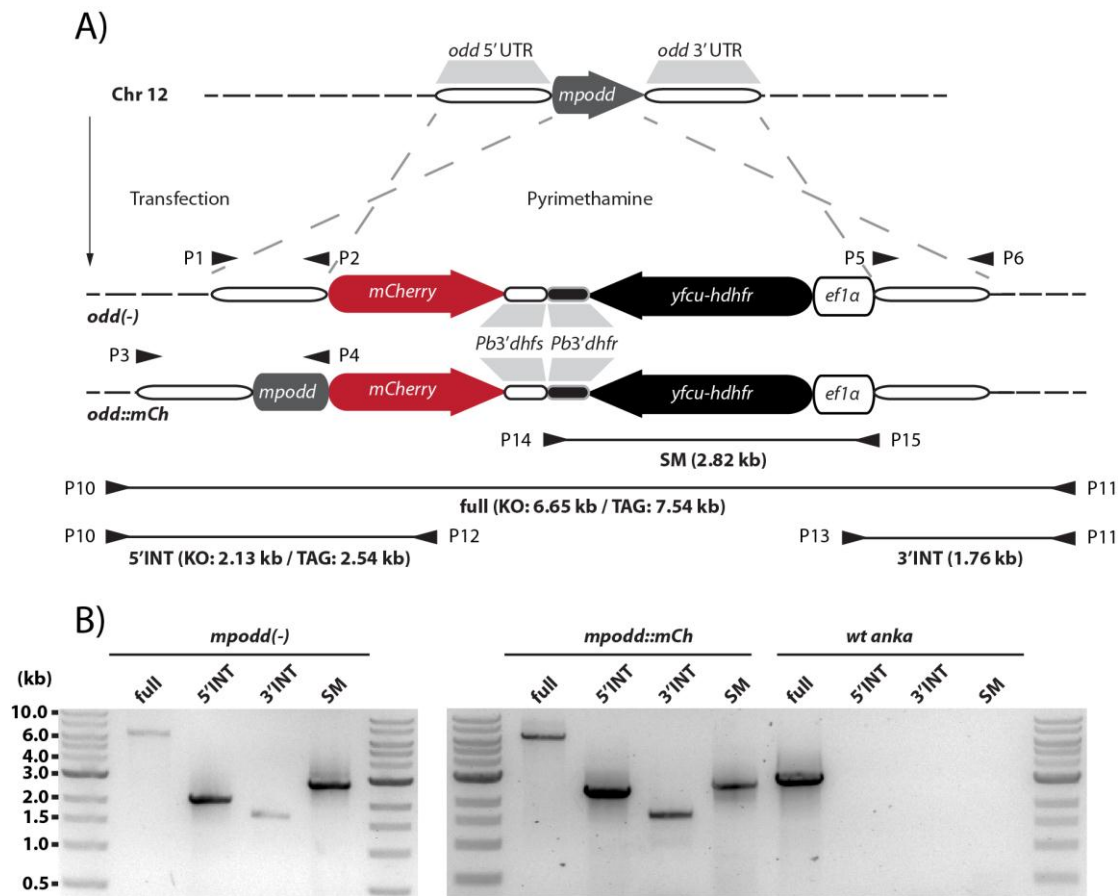 A)
odd 5' UTR
odd 3' UTR
Chr 12
mpodd
Transfection
Pyrimethamine
P1
P2
P5
P6
mCherry
yfcu-hdhfr
ef1α
odd(-)
Pb3'dhfs
Pb3'dhfr
P3
P4
mpodd
mCherry
yfcu-hdhfr
ef1α
odd::mCh
P14
P15
SM (2.82 kb)
P10
P11
full (KO: 6.65 kb / TAG: 7.54 kb)
P10
P12
P13
P11
5'INT (KO: 2.13 kb / TAG: 2.54 kb)
3'INT (1.76 kb)
B)
mpodd(-)
mpodd::mCh
wt anka
(kb)
full
5'INT
3'INT
SM
full
5'INT
3'INT
SM
full
5'INT
3'INT
SM
10.0
6.0
4.0
3.0
2.0
1.5
1.0
0.5